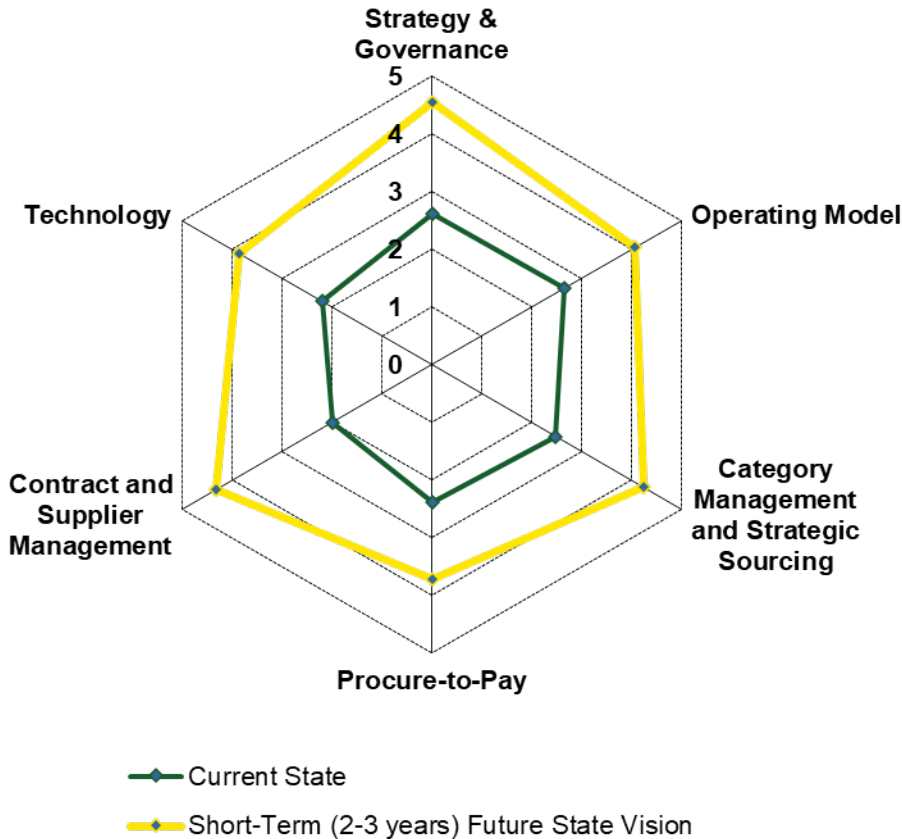 Strategy &
Governance
5
4
3
2
1
0
Technology
Operating Model
Contract and
Supplier
Management
Category
Management
and Strategic
Sourcing
Procure-to-Pay
Current State
Short-Term (2-3 years) Future State Vision